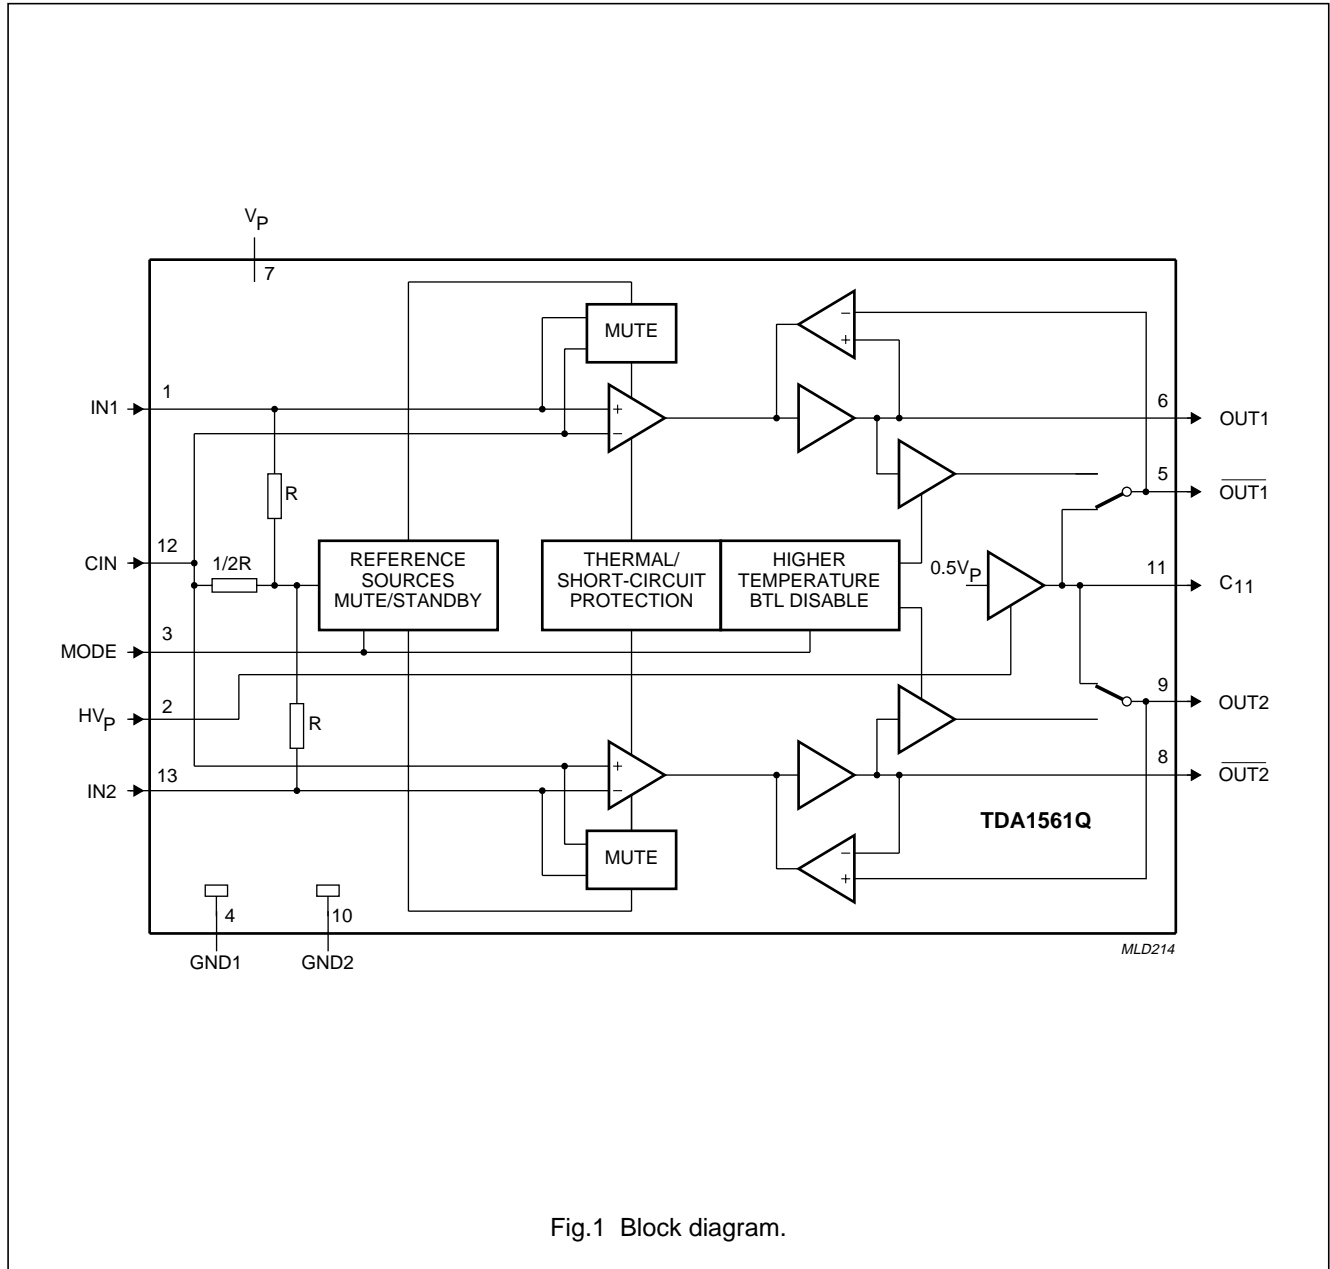 VP
7
MUTE
1
IN1
+
−
−
+
6
OUT1
5
OUT1
R
12
CIN
1/2R
REFERENCE
SOURCES
MUTE/STANDBY
THERMAL/
SHORT-CIRCUIT
PROTECTION
HIGHER
TEMPERATURE
BTL DISABLE
0.5VP
11
C11
3
MODE
2
HVP
R
9
OUT2
13
IN2
+
−
8
OUT2
MUTE
−
+
TDA1561Q
4
10
GND1
GND2
MLD214
Fig.1 Block diagram.